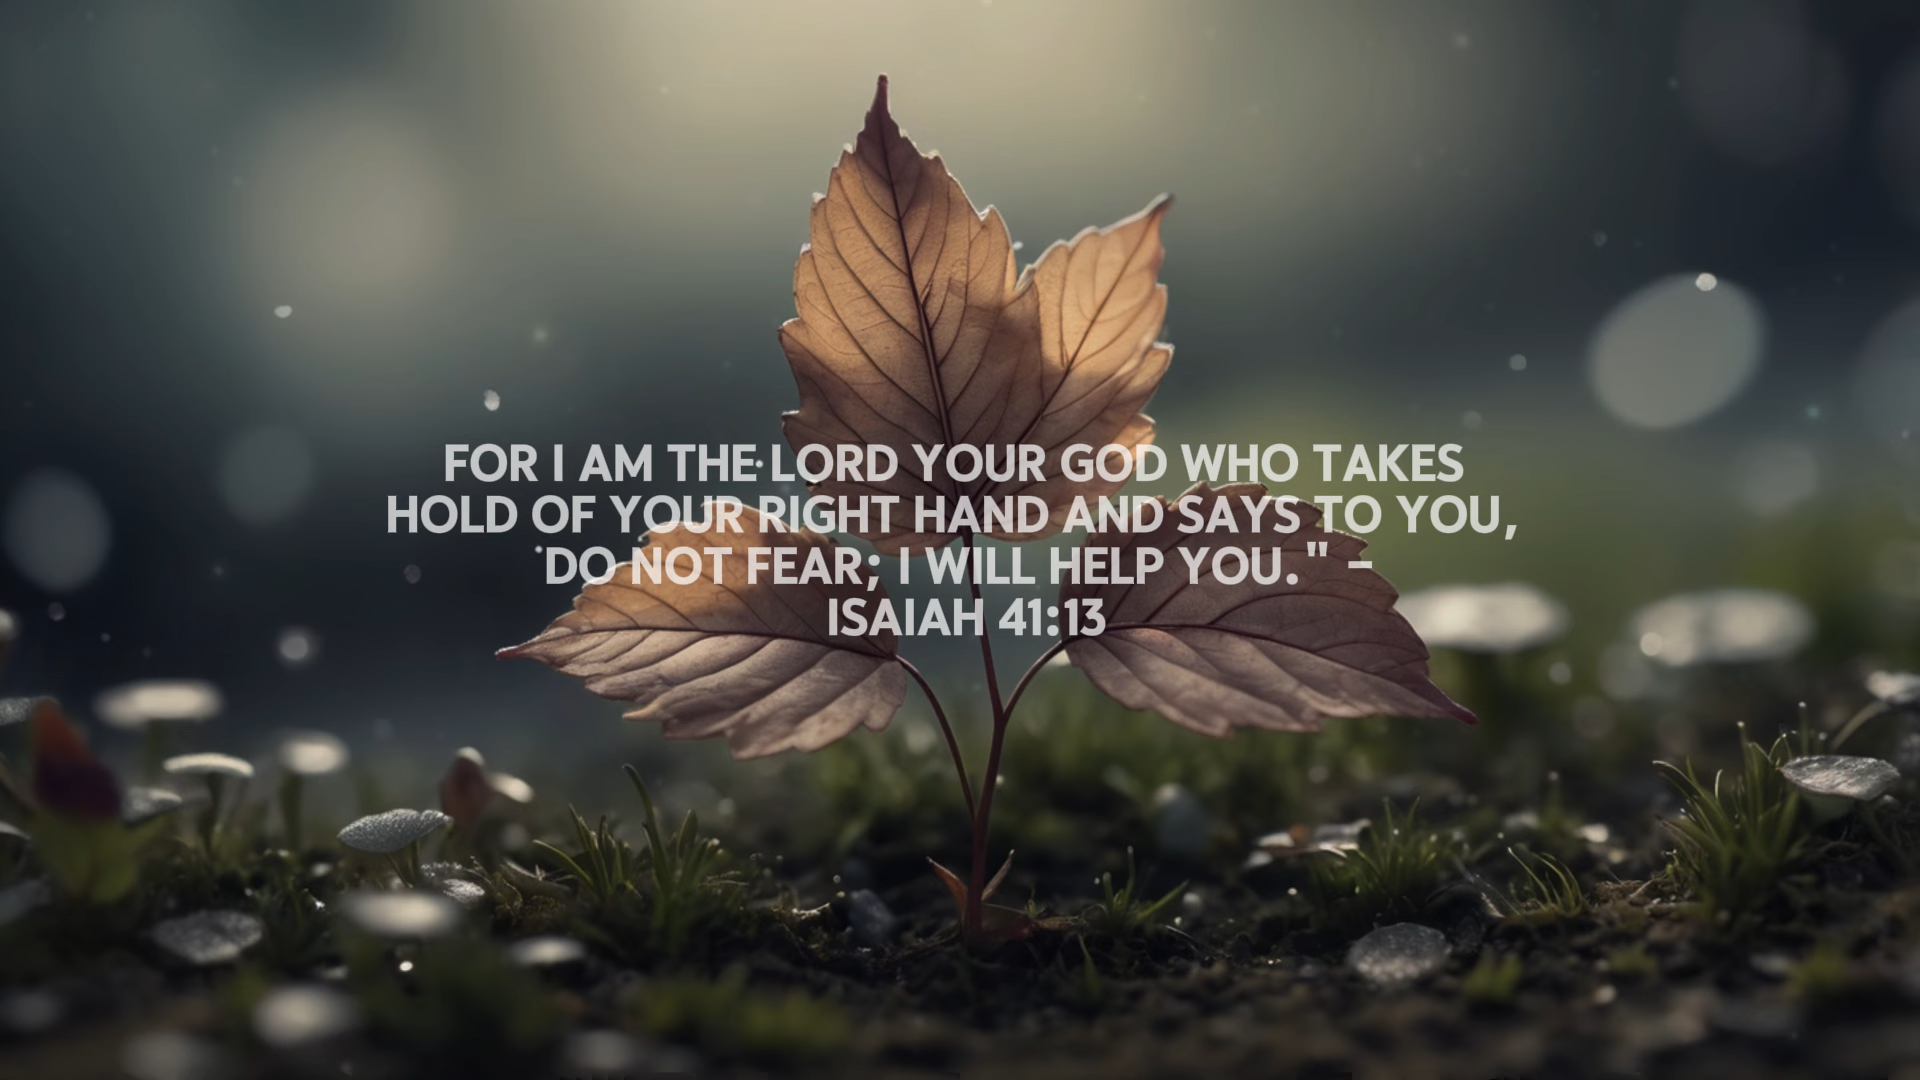 FOR I AM THE LORD YOUR GOD WHO TAKES
HOLD OF YOUR RIGHT HAND AND SAYS TO YOU,
DO NOT FEAR; I WILL HELP YOU." –
ISAIAH 41:13